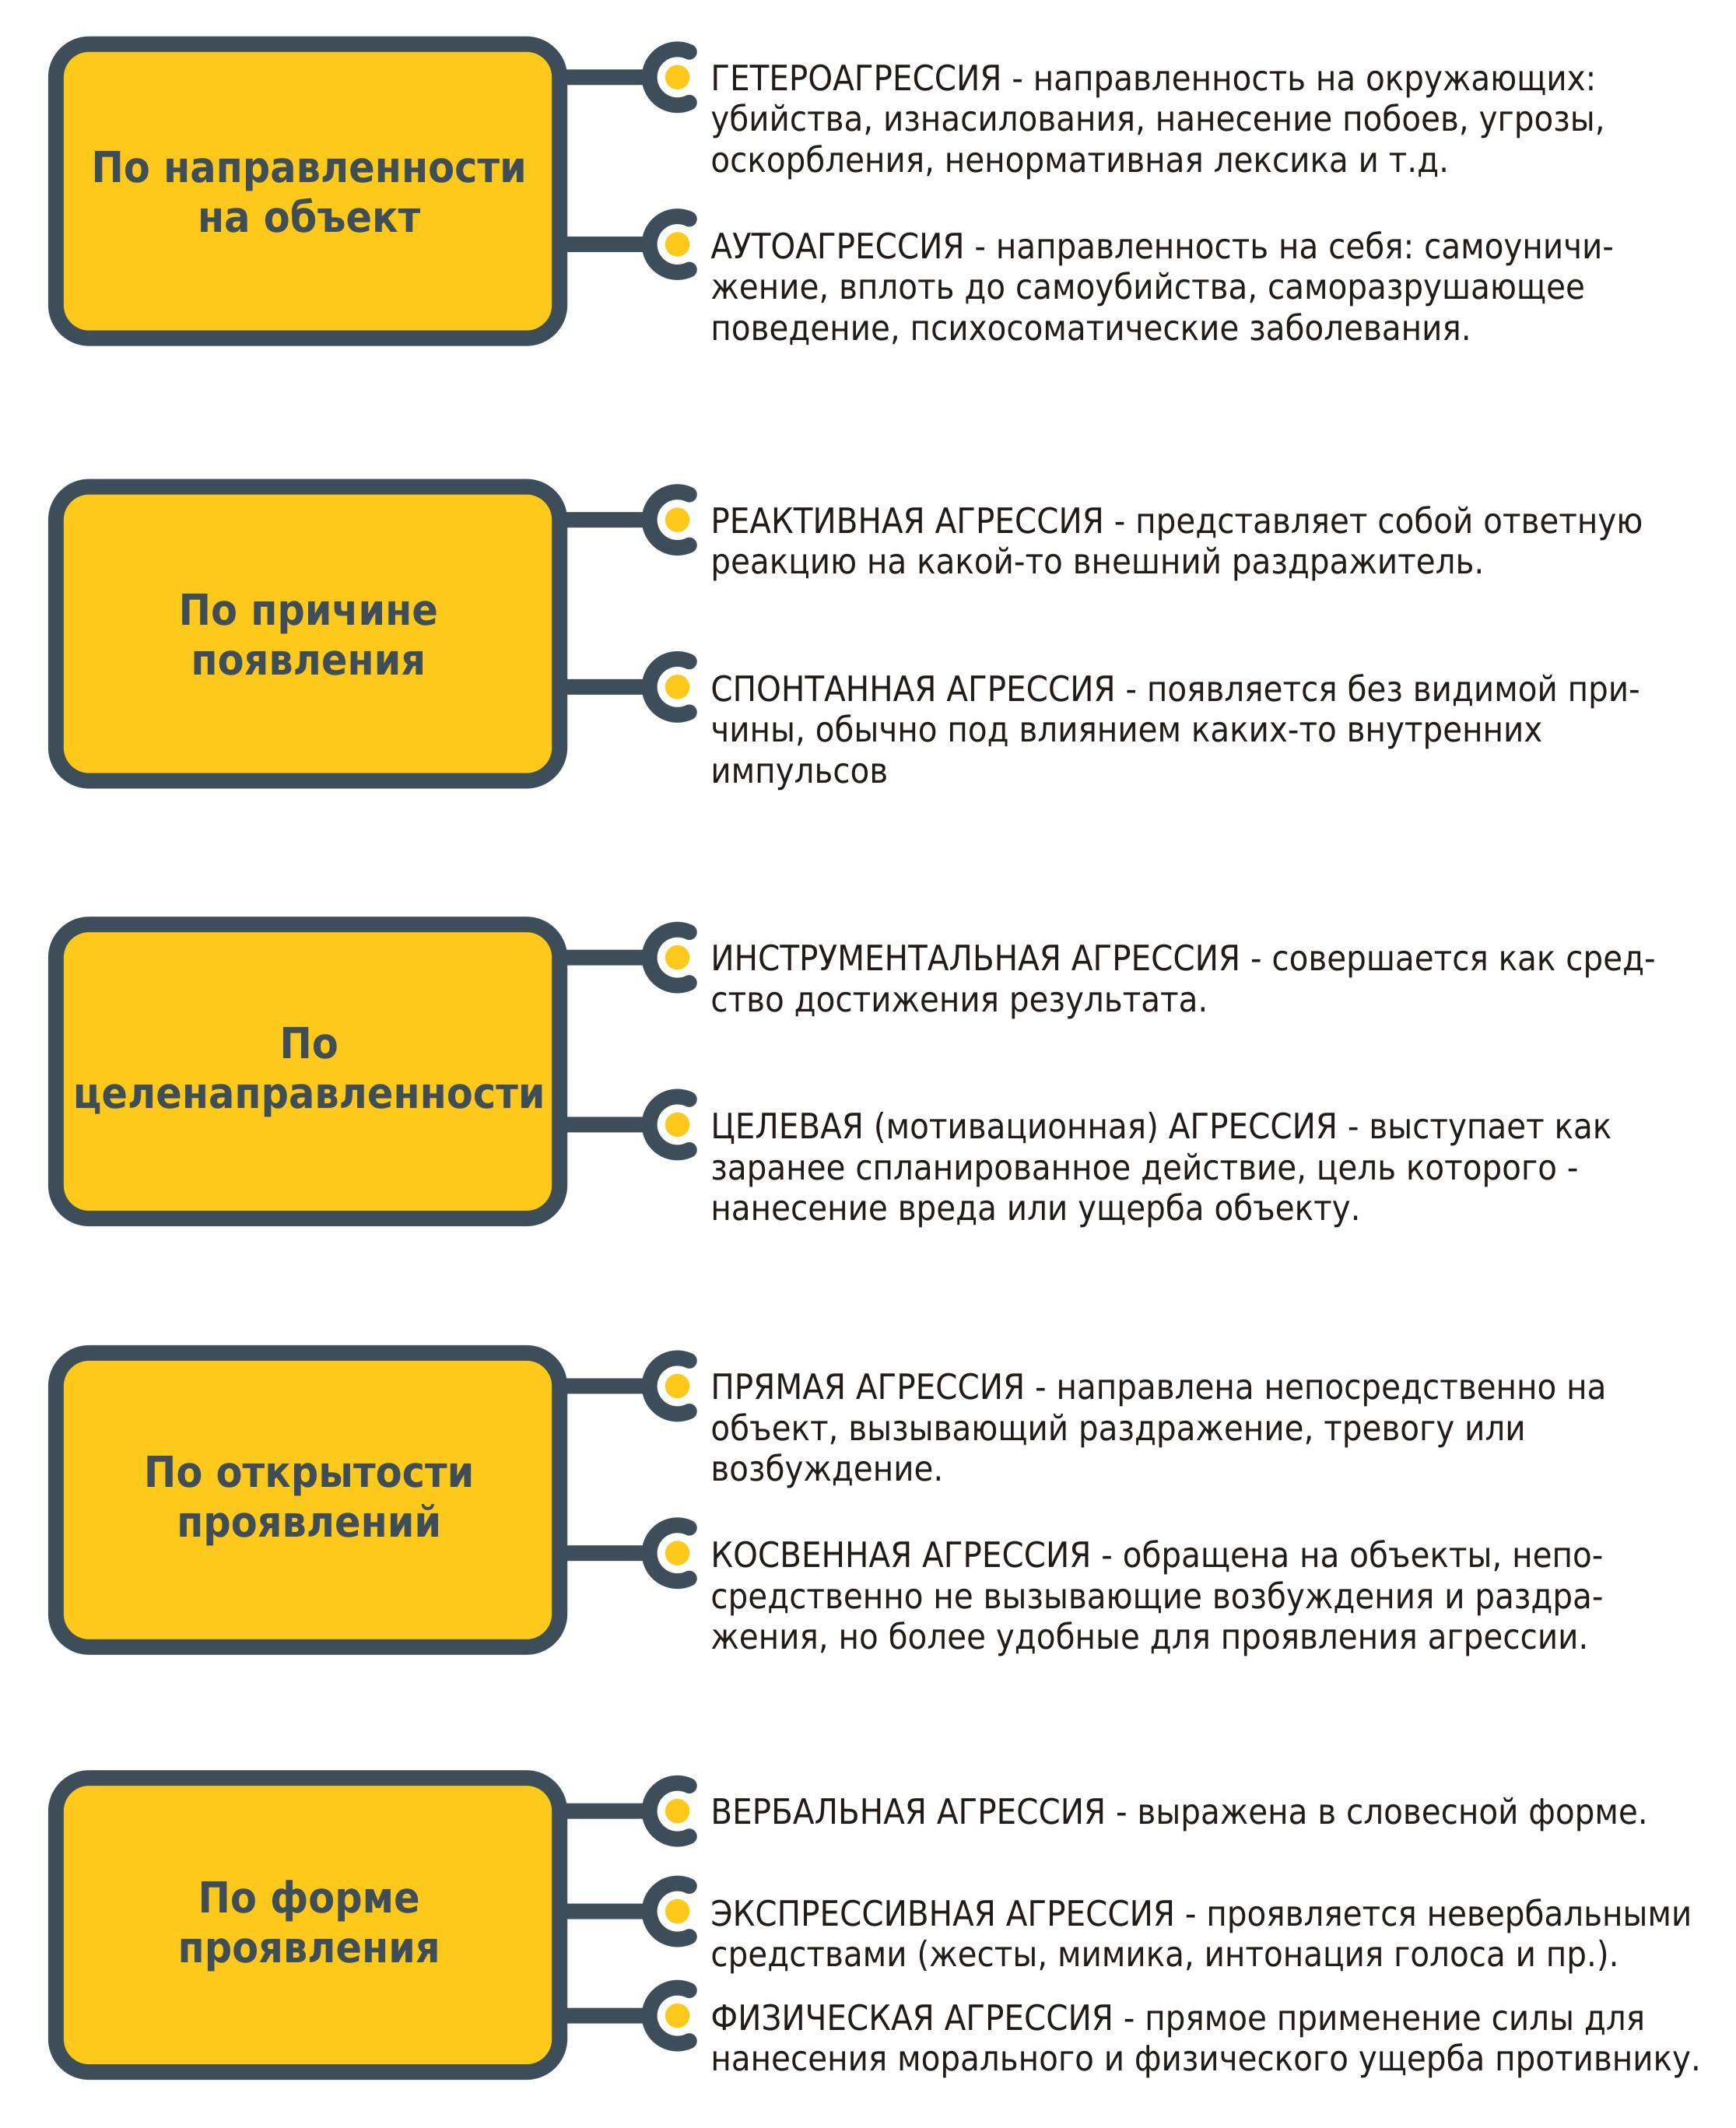 По направленности
на объект
ГЕТЕРОАГРЕССИЯ - направленность на окружающих:
убийства, изнасилования, нанесение побоев, угрозы,
оскорбления, ненормативная лексика и т.д.
АУТОАГРЕССИЯ - направленность на себя: самоуничи-
жение, вплоть до самоубийства, саморазрушающее
поведение, психосоматические заболевания.
По причине
появления
РЕАКТИВНАЯ АГРЕССИЯ - представляет собой ответную
реакцию на какой-то внешний раздражитель.
СПОНТАННАЯ АГРЕССИЯ - появляется без видимой при-
чины, обычно под влиянием каких-то внутренних
импульсов
По
целенаправленности
ИНСТРУМЕНТАЛЬНАЯ АГРЕССИЯ - совершается как сред-
ство достижения результата.
ЦЕЛЕВАЯ (мотивационная) АГРЕССИЯ - выступает как
заранее спланированное действие, цель которого -
нанесение вреда или ущерба объекту.
По открытости
проявлений
ПРЯМАЯ АГРЕССИЯ - направлена непосредственно на
объект, вызывающий раздражение, тревогу или
возбуждение.
КОСВЕННАЯ АГРЕССИЯ - обращена на объекты, непо-
средственно не вызывающие возбуждения и раздра-
жения, но более удобные для проявления агрессии.
По форме
проявления
ВЕРБАЛЬНАЯ АГРЕССИЯ - выражена в словесной форме.
ЭКСПРЕССИВНАЯ АГРЕССИЯ - проявляется невербальными
средствами (жесты, мимика, интонация голоса и пр.).
ФИЗИЧЕСКАЯ АГРЕССИЯ - прямое применение силы для
нанесения морального и физического ущерба противнику.